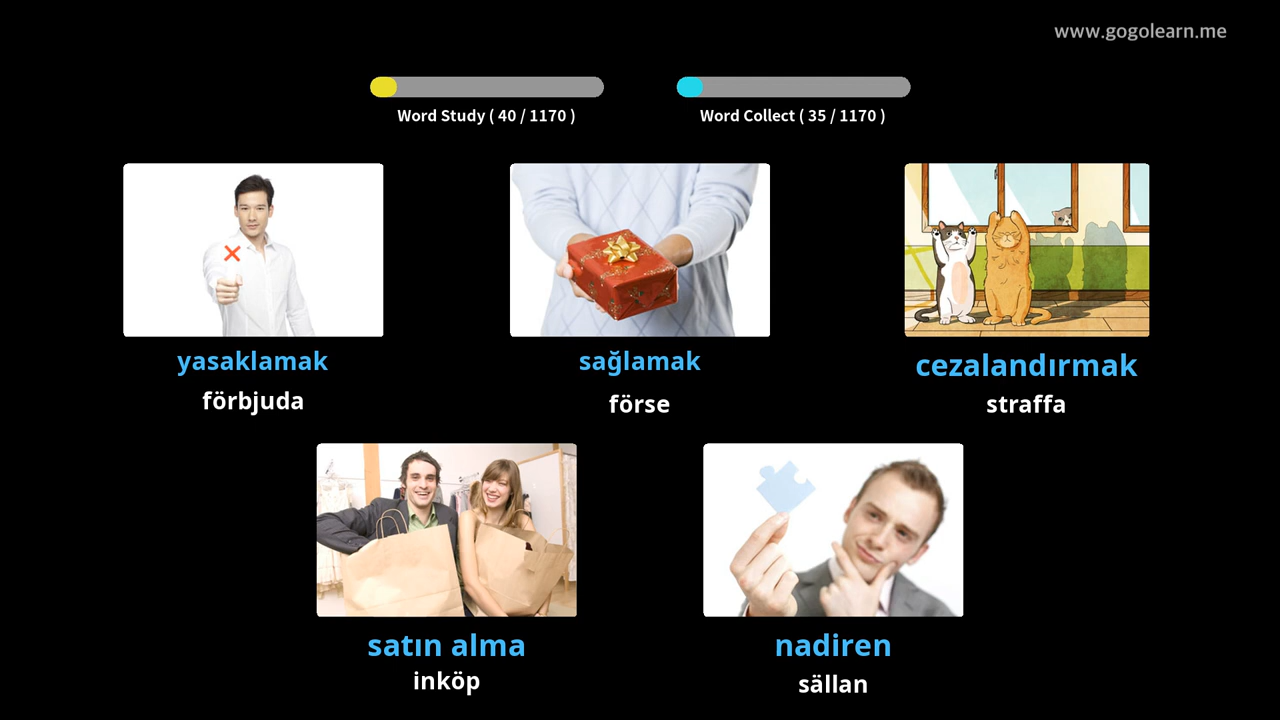 www.gogolearn.me
Word Study ( 40 / 1170 )
Word Collect ( 35 / 1170 )
yasaklamak
förbjuda
sağlamak
förse
cezalandırmak
straffa
satın alma
inköp
nadiren
sällan